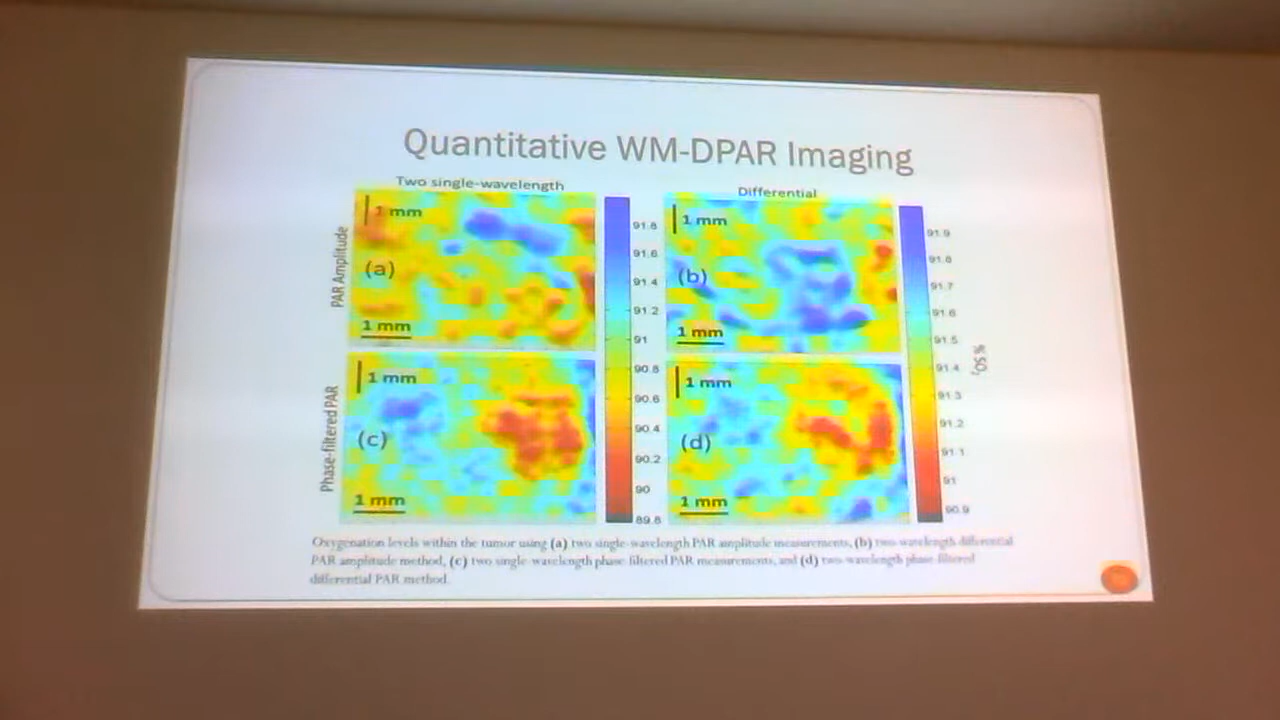 Quantitative WM-DPAR Imaging
Two single-wavelength
Differential
PAR Amplitude
1 mm
(a)
1 mm
91.8
91.6
91.4
91.2
91
90.8
90.6
90.4
90.2
90
89.8
1 mm
(b)
1 mm
91.9
91.8
91.7
91.6
91.5
91.4
91.3
91.2
91.1
91
90.9
% SO₂
Phase-filtered PAR
1 mm
(c)
1 mm
1 mm
(d)
1 mm
Oxygenation levels within the tumor using (a) two single-wavelength PAR amplitude measurements, (b) two-wavelength differential
PAR amplitude method, (c) two single-wavelength phase-filtered PAR measurements, and (d) two-wavelength phase-filtered
differential PAR method.